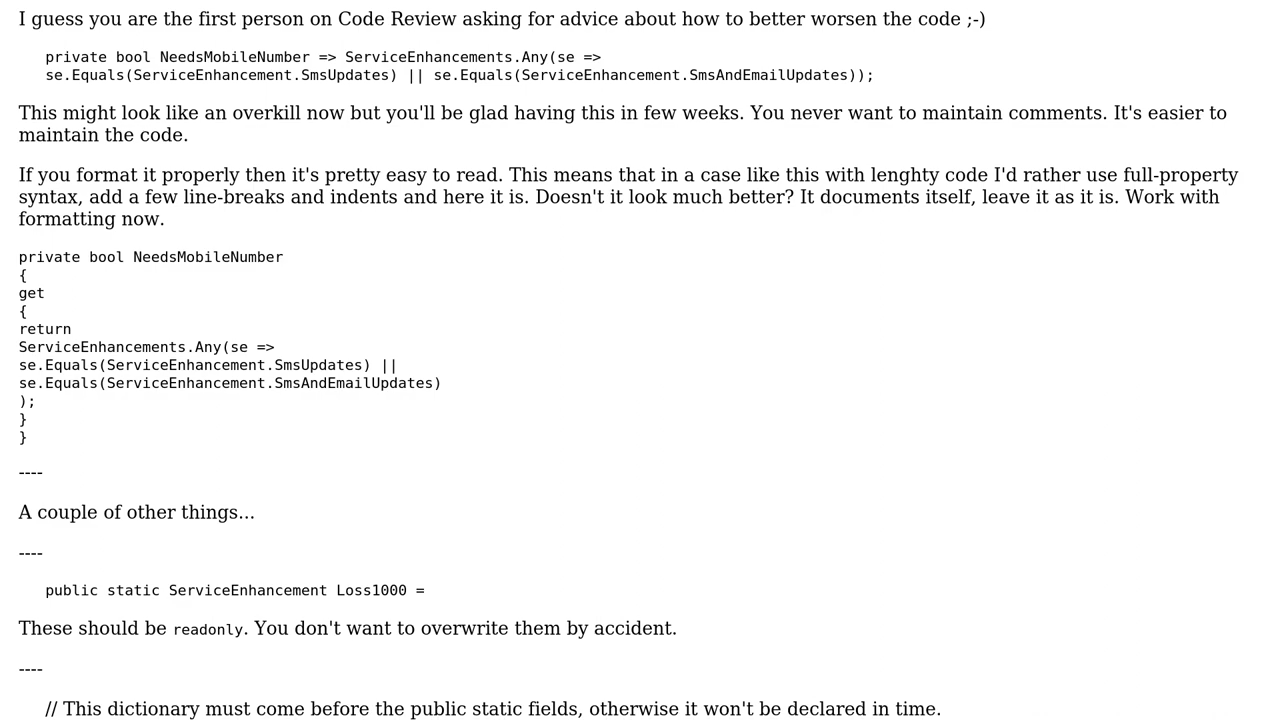 I guess you are the first person on Code Review asking for advice about how to better worsen the code ;-)
private bool NeedsMobileNumber => ServiceEnhancements.Any(se =>
se.Equals(ServiceEnhancement.SmsUpdates) || se.Equals(ServiceEnhancement.SmsAndEmailUpdates));
This might look like an overkill now but you'll be glad having this in few weeks. You never want to maintain comments. It's easier to
maintain the code.
If you format it properly then it's pretty easy to read. This means that in a case like this with lenghty code I'd rather use full-property
syntax, add a few line-breaks and indents and here it is. Doesn't it look much better? It documents itself, leave it as it is. Work with
formatting now.
private bool NeedsMobileNumber
{
get
{
return
ServiceEnhancements.Any(se =>
se.Equals(ServiceEnhancement.SmsUpdates) ||
se.Equals(ServiceEnhancement.SmsAndEmailUpdates)
);
}
}
----
A couple of other things...
----
public static ServiceEnhancement Loss1000 =
These should be readonly. You don't want to overwrite them by accident.
----
// This dictionary must come before the public static fields, otherwise it won't be declared in time.